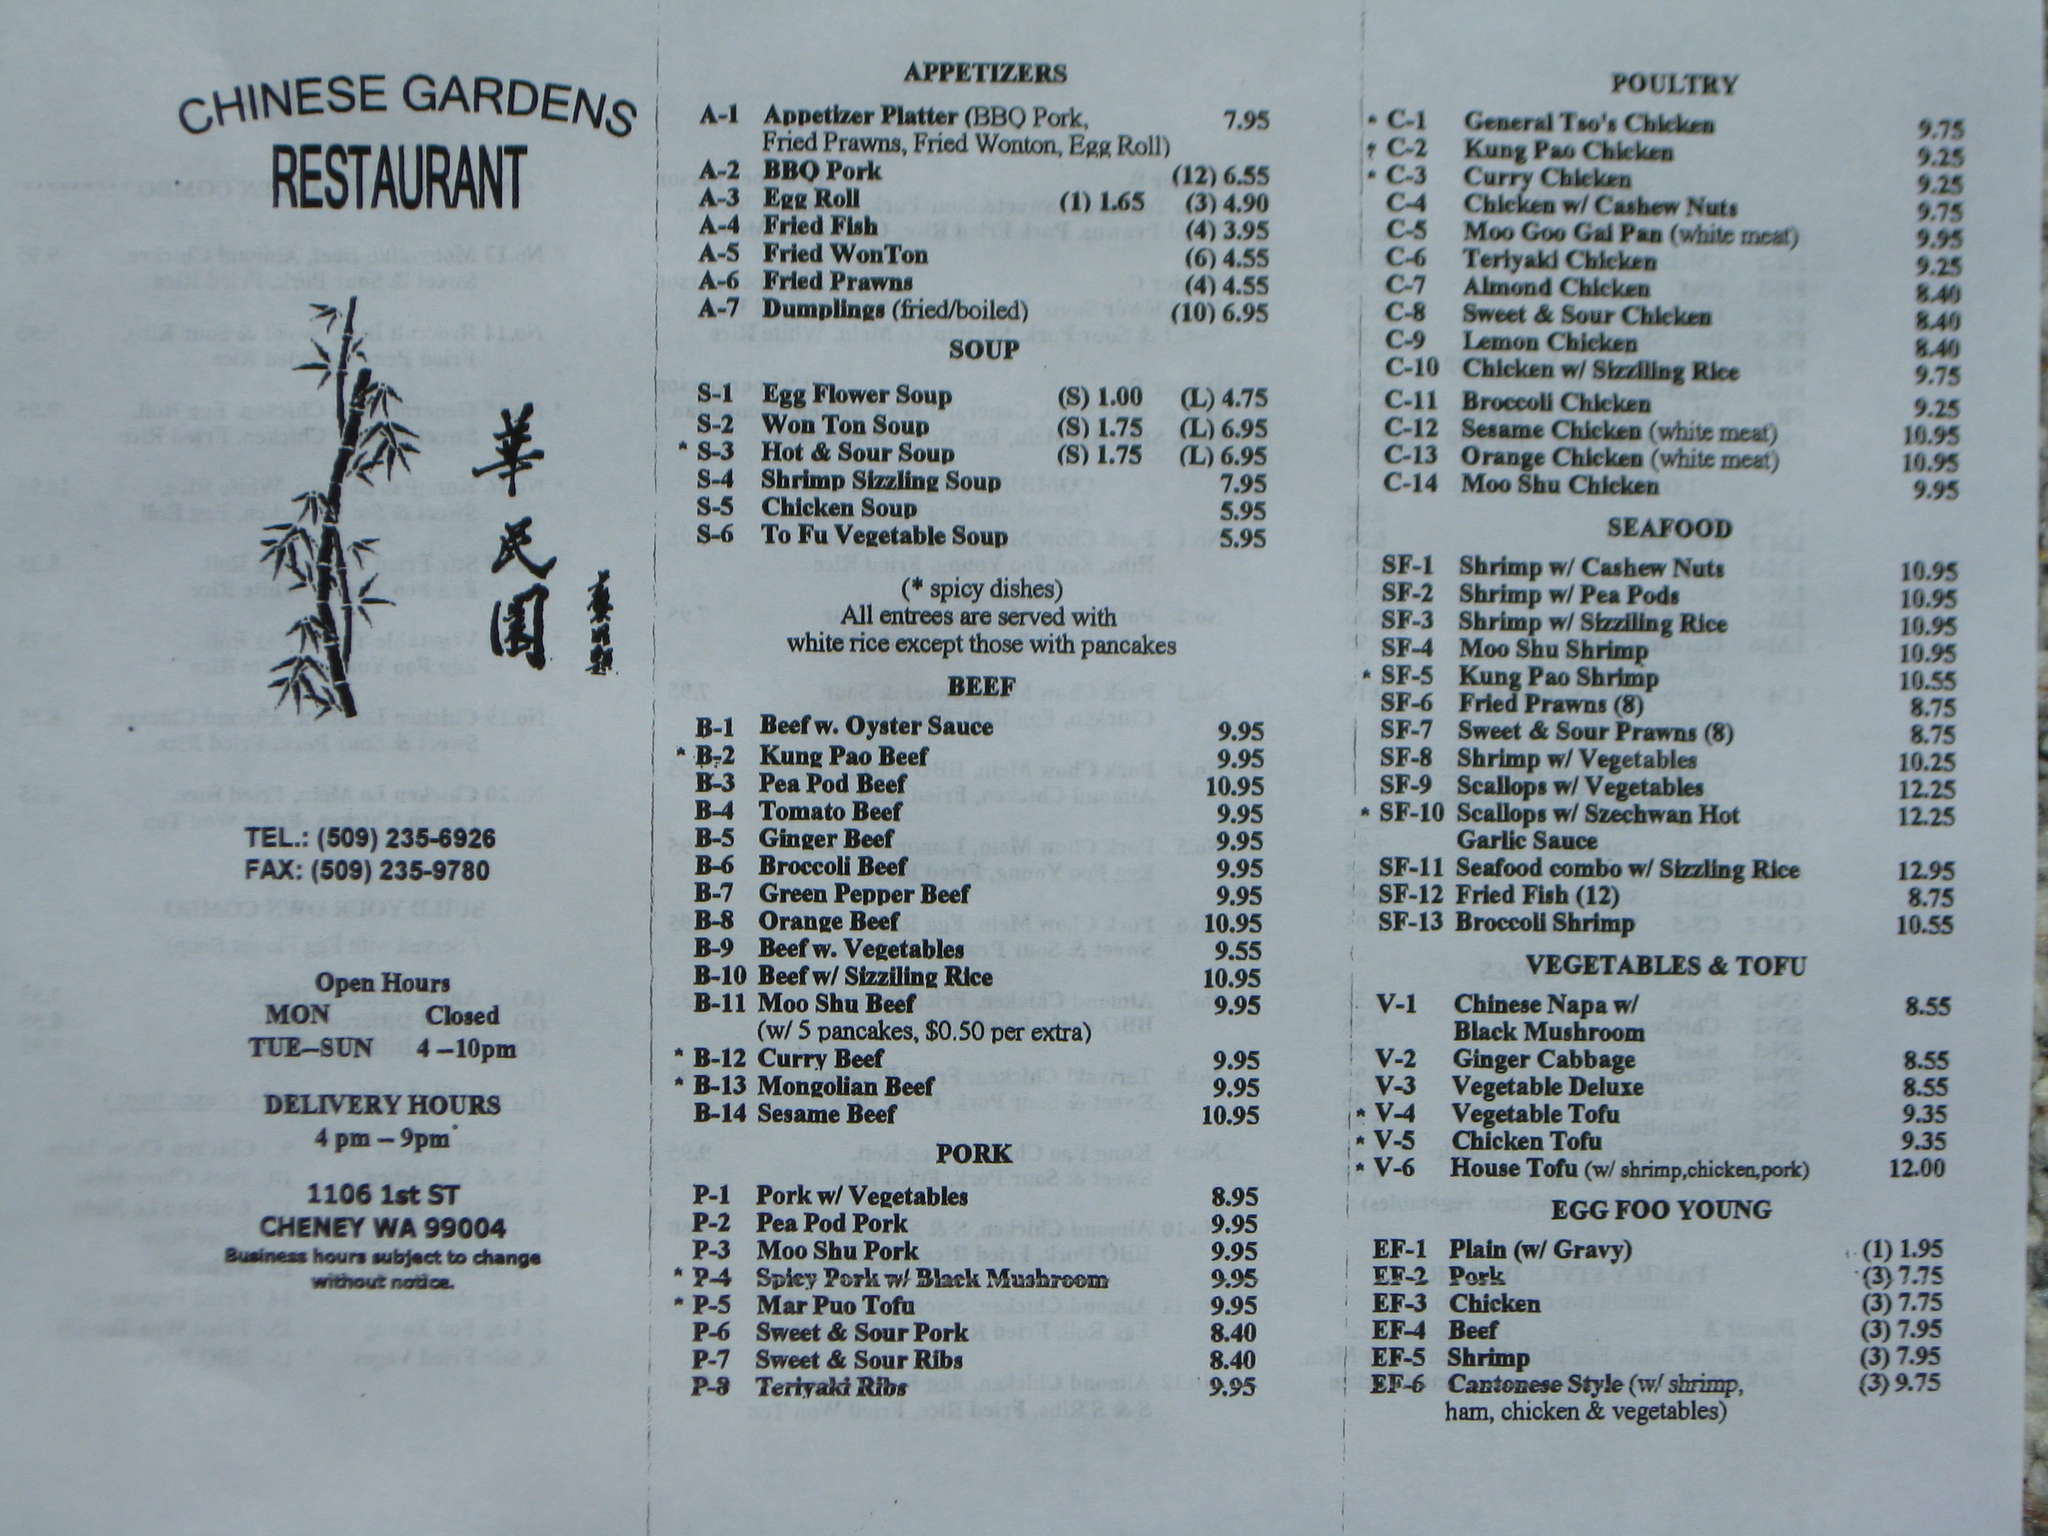 CHINESE GARDENS
RESTAURANT
華
民
園
TEL.: (509) 235-6926
FAX: (509) 235-9780
Open Hours
MON Closed
TUE–SUN 4 –10pm
DELIVERY HOURS
4 pm – 9pm
1106 1st ST
CHENEY WA 99004
Business hours subject to change
without notice.
APPETIZERS
A-1 Appetizer Platter (BBQ Pork, 7.95
Fried Prawns, Fried Wonton, Egg Roll)
A-2 BBQ Pork (12) 6.55
A-3 Egg Roll (1) 1.65 (3) 4.90
A-4 Fried Fish (4) 3.95
A-5 Fried WonTon (6) 4.55
A-6 Fried Prawns (4) 4.55
A-7 Dumplings (fried/boiled) (10) 6.95
SOUP
S-1 Egg Flower Soup (S) 1.00 (L) 4.75
S-2 Won Ton Soup (S) 1.75 (L) 6.95
* S-3 Hot & Sour Soup (S) 1.75 (L) 6.95
S-4 Shrimp Sizzling Soup 7.95
S-5 Chicken Soup 5.95
S-6 To Fu Vegetable Soup 5.95
(* spicy dishes)
All entrees are served with
white rice except those with pancakes
BEEF
B-1 Beef w. Oyster Sauce 9.95
* B-2 Kung Pao Beef 9.95
B-3 Pea Pod Beef 10.95
B-4 Tomato Beef 9.95
B-5 Ginger Beef 9.95
B-6 Broccoli Beef 9.95
B-7 Green Pepper Beef 9.95
B-8 Orange Beef 10.95
B-9 Beef w. Vegetables 9.55
B-10 Beef w/ Sizziling Rice 10.95
B-11 Moo Shu Beef 9.95
(w/ 5 pancakes, $0.50 per extra)
* B-12 Curry Beef 9.95
* B-13 Mongolian Beef 9.95
B-14 Sesame Beef 10.95
PORK
P-1 Pork w/ Vegetables 8.95
P-2 Pea Pod Pork 9.95
P-3 Moo Shu Pork 9.95
* P-4 Spicy Pork w/ Black Mushroom 9.95
* P-5 Mar Puo Tofu 9.95
P-6 Sweet & Sour Pork 8.40
P-7 Sweet & Sour Ribs 8.40
P-8 Teriyaki Ribs 9.95
POULTRY
* C-1 General Tso's Chicken 9.75
* C-2 Kung Pao Chicken 9.25
* C-3 Curry Chicken 9.25
C-4 Chicken w/ Cashew Nuts 9.75
C-5 Moo Goo Gai Pan (white meat) 9.95
C-6 Teriyaki Chicken 9.25
C-7 Almond Chicken 8.40
C-8 Sweet & Sour Chicken 8.40
C-9 Lemon Chicken 8.40
C-10 Chicken w/ Sizziling Rice 9.75
C-11 Broccoli Chicken 9.25
C-12 Sesame Chicken (white meat) 10.95
C-13 Orange Chicken (white meat) 10.95
C-14 Moo Shu Chicken 9.95
SEAFOOD
SF-1 Shrimp w/ Cashew Nuts 10.95
SF-2 Shrimp w/ Pea Pods 10.95
SF-3 Shrimp w/ Sizziling Rice 10.95
SF-4 Moo Shu Shrimp 10.95
* SF-5 Kung Pao Shrimp 10.55
SF-6 Fried Prawns (8) 8.75
SF-7 Sweet & Sour Prawns (8) 8.75
SF-8 Shrimp w/ Vegetables 10.25
SF-9 Scallops w/ Vegetables 12.25
* SF-10 Scallops w/ Szechwan Hot 12.25
Garlic Sauce
SF-11 Seafood combo w/ Sizzling Rice 12.95
SF-12 Fried Fish (12) 8.75
SF-13 Broccoli Shrimp 10.55
VEGETABLES & TOFU
V-1 Chinese Napa w/ 8.55
Black Mushroom
V-2 Ginger Cabbage 8.55
V-3 Vegetable Deluxe 8.55
* V-4 Vegetable Tofu 9.35
* V-5 Chicken Tofu 9.35
* V-6 House Tofu (w/ shrimp,chicken,pork) 12.00
EGG FOO YOUNG
EF-1 Plain (w/ Gravy) (1) 1.95
EF-2 Pork (3) 7.75
EF-3 Chicken (3) 7.75
EF-4 Beef (3) 7.95
EF-5 Shrimp (3) 7.95
EF-6 Cantonese Style (w/ shrimp, (3) 9.75
ham, chicken & vegetables)